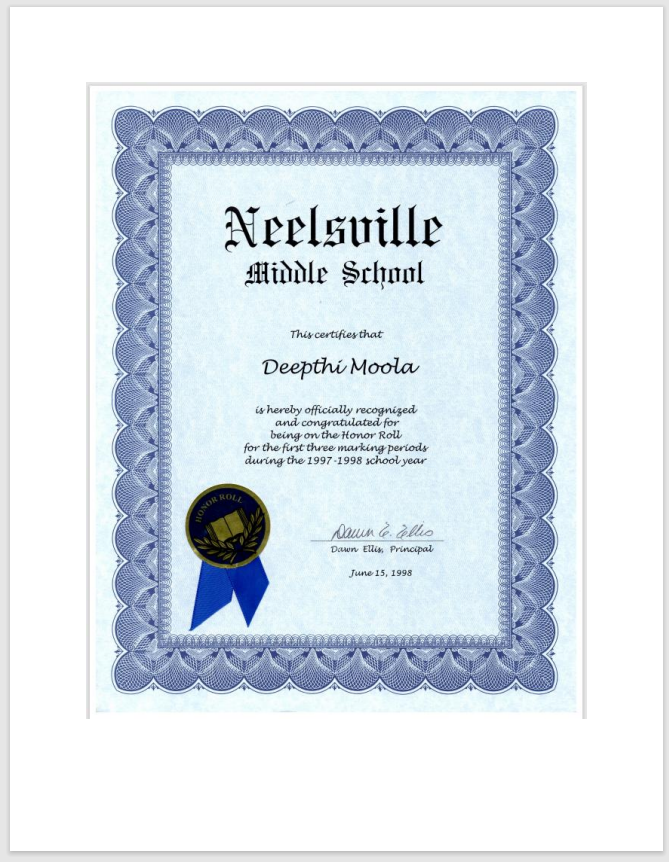 Neelsville
Middle School
This certifies that
Deepthi Moola
is hereby officially recognized
and congratulated for
being on the Honor Roll
for the first three marking periods
during the 1997-1998 school year
HONOR ROLL
Dawn E. Ellis
Dawn Ellis, Principal
June 15, 1998